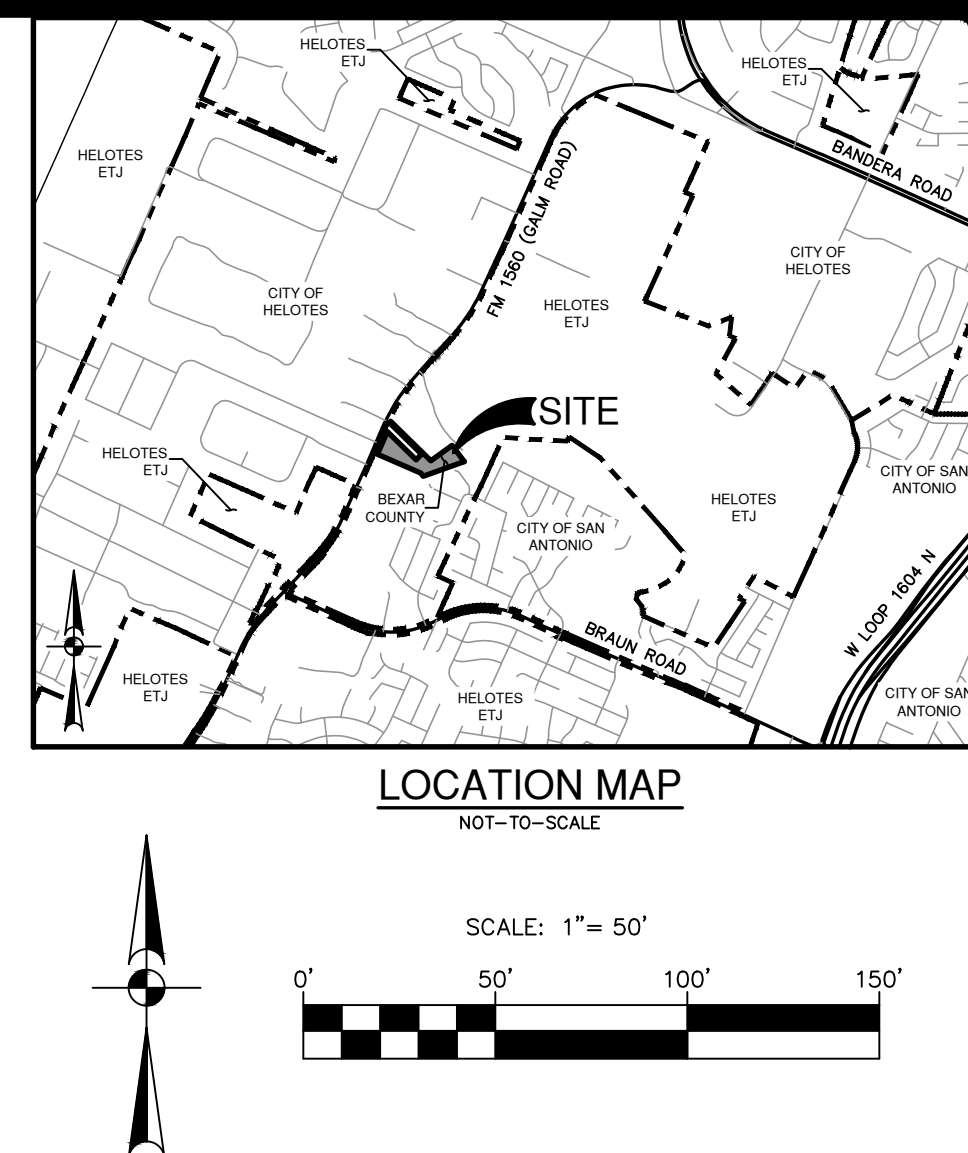 HELOTES
ETJ
HELOTES
ETJ
BANDERA ROAD
HELOTES
ETJ
FM 1560 (GALM ROAD)
CITY OF
HELOTES
CITY OF
HELOTES
HELOTES
ETJ
SITE
HELOTES
ETJ
BEXAR
COUNTY
CITY OF SAN
ANTONIO
HELOTES
ETJ
CITY OF SAN
ANTONIO
W LOOP 1604 N
BRAUN ROAD
HELOTES
ETJ
HELOTES
ETJ
CITY OF SAN
ANTONIO
LOCATION MAP
NOT-TO-SCALE
SCALE: 1"= 50'
0' 50' 100' 150'